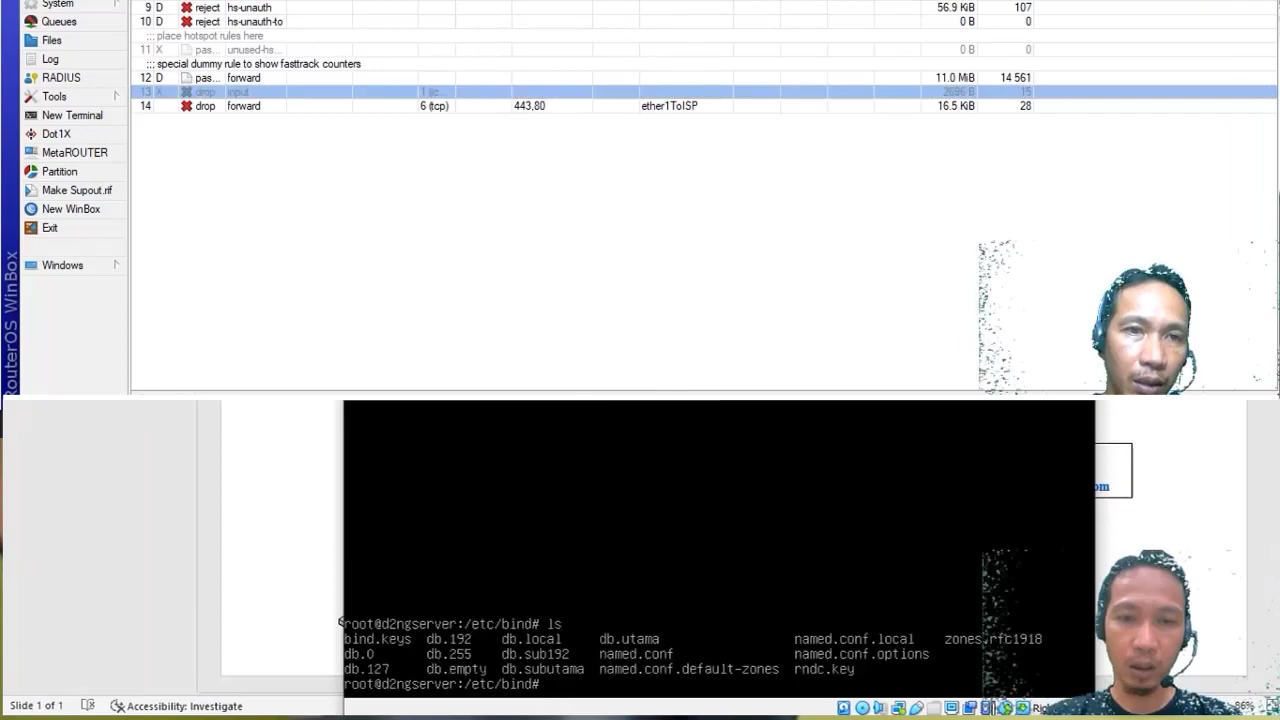 System
9 D reject hs-unauth 56.9 KiB 107
Queues
10 D reject hs-unauth-to 0 B 0
Files
::: place hotspot rules here
11 X pas... unused-hs... 0 B 0
Log
::: special dummy rule to show fasttrack counters
RADIUS
12 D pas... forward 11.0 MiB 14 561
Tools
13 X drop input 1 (ic... 2696 B 15
14 drop forward 6 (tcp) 443,80 ether1ToISP 16.5 KiB 28
New Terminal
Dot1X
MetaROUTER
Partition
Make Supout.rif
New WinBox
Exit
Windows
RouterOS WinBox
om
root@d2ngserver:/etc/bind# ls
bind.keys db.192 db.local db.utama named.conf.local zones.rfc1918
db.0 db.255 db.sub192 named.conf named.conf.options
db.127 db.empty db.subutama named.conf.default-zones rndc.key
root@d2ngserver:/etc/bind#
Slide 1 of 1 Accessibility: Investigate 86%